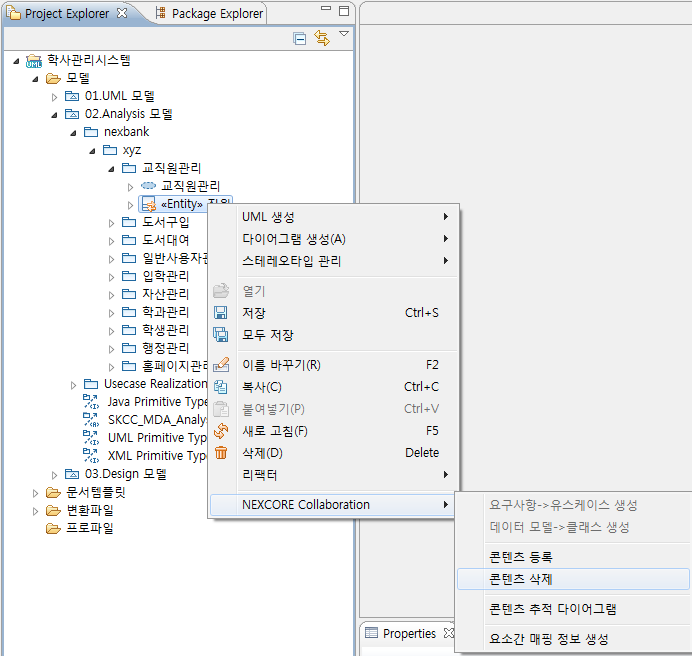 Project Explorer
Package Explorer
학사관리시스템
모델
01.UML 모델
02.Analysis 모델
nexbank
xyz
교직원관리
교직원관리
«Entity»
도서구입
도서대여
일반사용자관
입학관리
자산관리
학과관리
학생관리
행정관리
홈페이지관리
Usecase Realization
Java Primitive Type
SKCC_MDA_Analy
UML Primitive Typ
XML Primitive Type
03.Design 모델
문서템플릿
변환파일
프로파일
UML 생성
다이어그램 생성(A)
스테레오타입 관리
열기
저장 Ctrl+S
모두 저장
이름 바꾸기(R) F2
복사(C) Ctrl+C
붙여넣기(P) Ctrl+V
새로 고침(F) F5
삭제(D) Delete
리팩터
NEXCORE Collaboration
요구사항->유스케이스 생성
데이터 모델->클래스 생성
콘텐츠 등록
콘텐츠 삭제
콘텐츠 추적 다이어그램
요소간 매핑 정보 생성
Properties